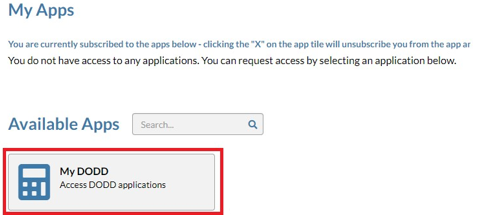 My Apps
You are currently subscribed to the apps below - clicking the "X" on the app tile will unsubscribe you from the app
You do not have access to any applications. You can request access by selecting an application below.
Available Apps
Search...
My DODD
Access DODD applications